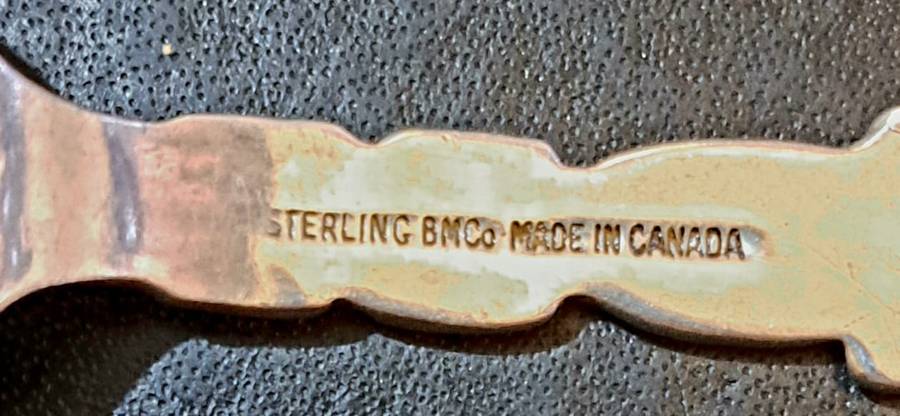 STERLING BMCo MADE IN CANADA